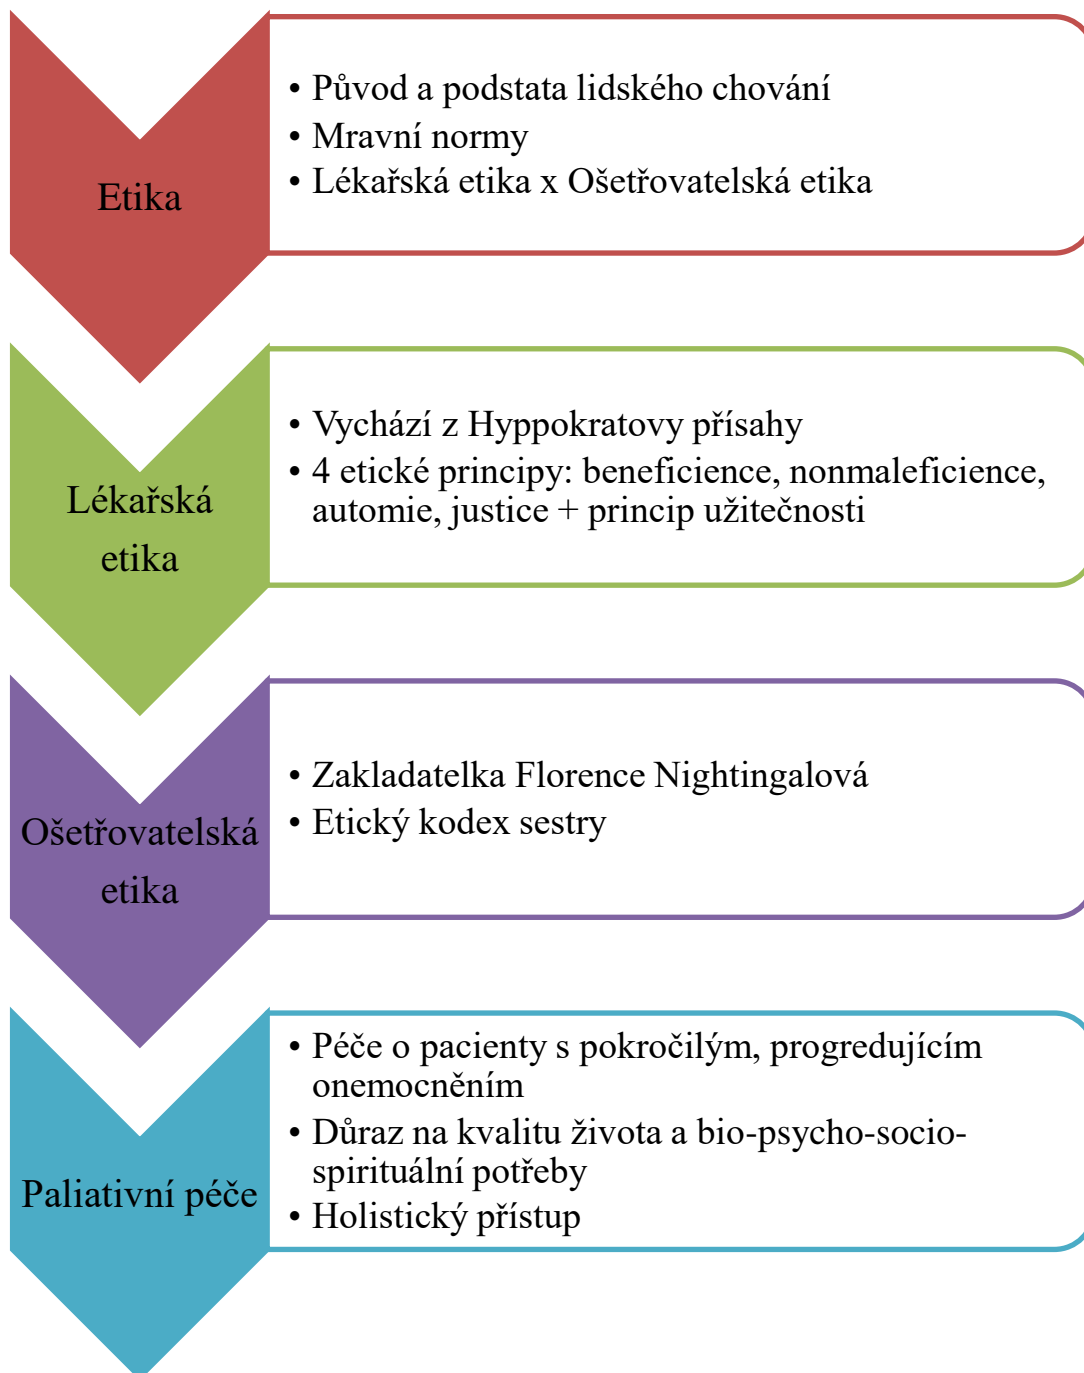 Etika
• Původ a podstata lidského chování
• Mravní normy
• Lékařská etika x Ošetřovatelská etika
Lékařská
etika
• Vychází z Hyppokratovy přísahy
• 4 etické principy: beneficience, nonmaleficience,
automie, justice + princip užitečnosti
Ošetřovatelská
etika
• Zakladatelka Florence Nightingalová
• Etický kodex sestry
Paliativní péče
• Péče o pacienty s pokročilým, progredujícím
onemocněním
• Důraz na kvalitu života a bio-psycho-socio-
spirituální potřeby
• Holistický přístup